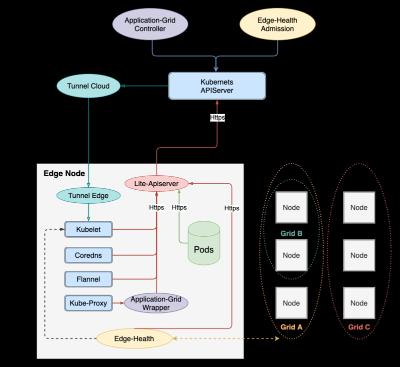 Application-Grid
Controller
Edge-Health
Admission
Tunnel Cloud
Kubernets
APIServer
Https
Edge Node
Lite-Apiserver
Tunnel Edge
Https
Https
Https
Kubelet
Coredns
Flannel
Kube-Proxy
Application-Grid
Wrapper
Pods
Edge-Health
Node
Node
Grid B
Node
Node
Node
Node
Grid A
Grid C